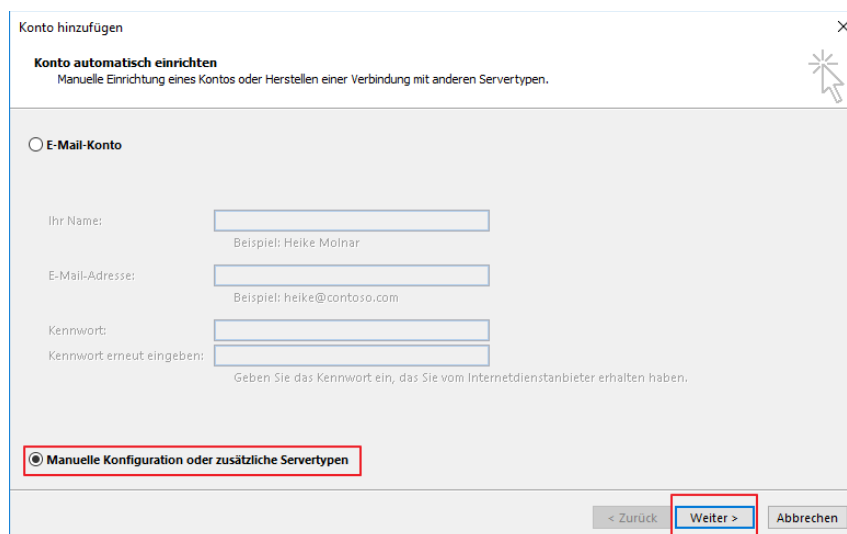 Konto hinzufügen
Konto automatisch einrichten
Manuelle Einrichtung eines Kontos oder Herstellen einer Verbindung mit anderen Servertypen.
E-Mail-Konto
Ihr Name:
Beispiel: Heike Molnar
E-Mail-Adresse:
Beispiel: heike@contoso.com
Kennwort:
Kennwort erneut eingeben:
Geben Sie das Kennwort ein, das Sie vom Internetdienstanbieter erhalten haben.
Manuelle Konfiguration oder zusätzliche Servertypen
< Zurück Weiter > Abbrechen